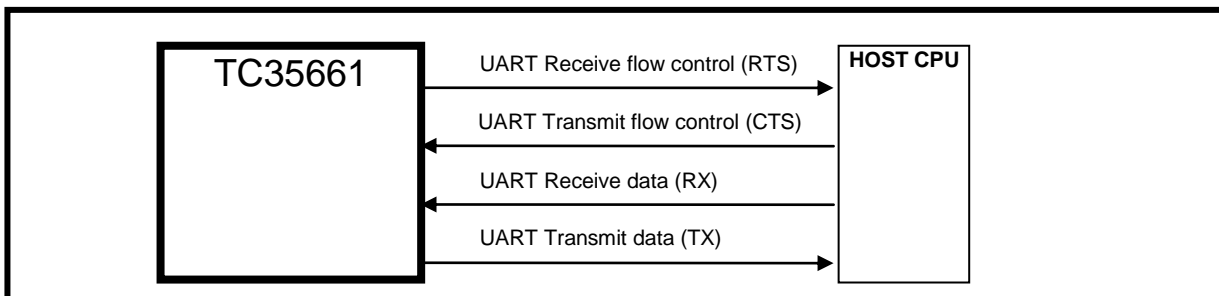 TC35661
HOST CPU
UART Receive flow control (RTS)
UART Transmit flow control (CTS)
UART Receive data (RX)
UART Transmit data (TX)